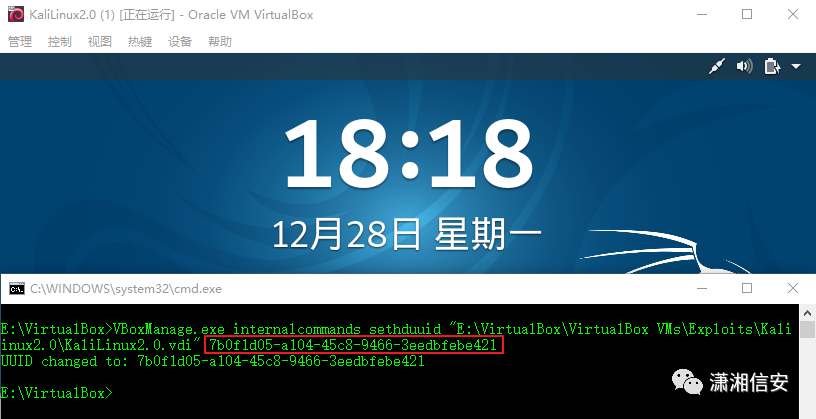 KaliLinux2.0 (1) [正在运行] - Oracle VM VirtualBox
管理 控制 视图 热键 设备 帮助
18:18
12月28日 星期一
C:\WINDOWS\system32\cmd.exe
E:\VirtualBox>VBoxManage.exe internalcommands sethduuid "E:\VirtualBox\VirtualBox VMs\Exploits\Kali
inux2.0\KaliLinux2.0.vdi" 7b0f1d05-a104-45c8-9466-3eedbfebe421
UUID changed to: 7b0f1d05-a104-45c8-9466-3eedbfebe421
E:\VirtualBox>
潇湘信安